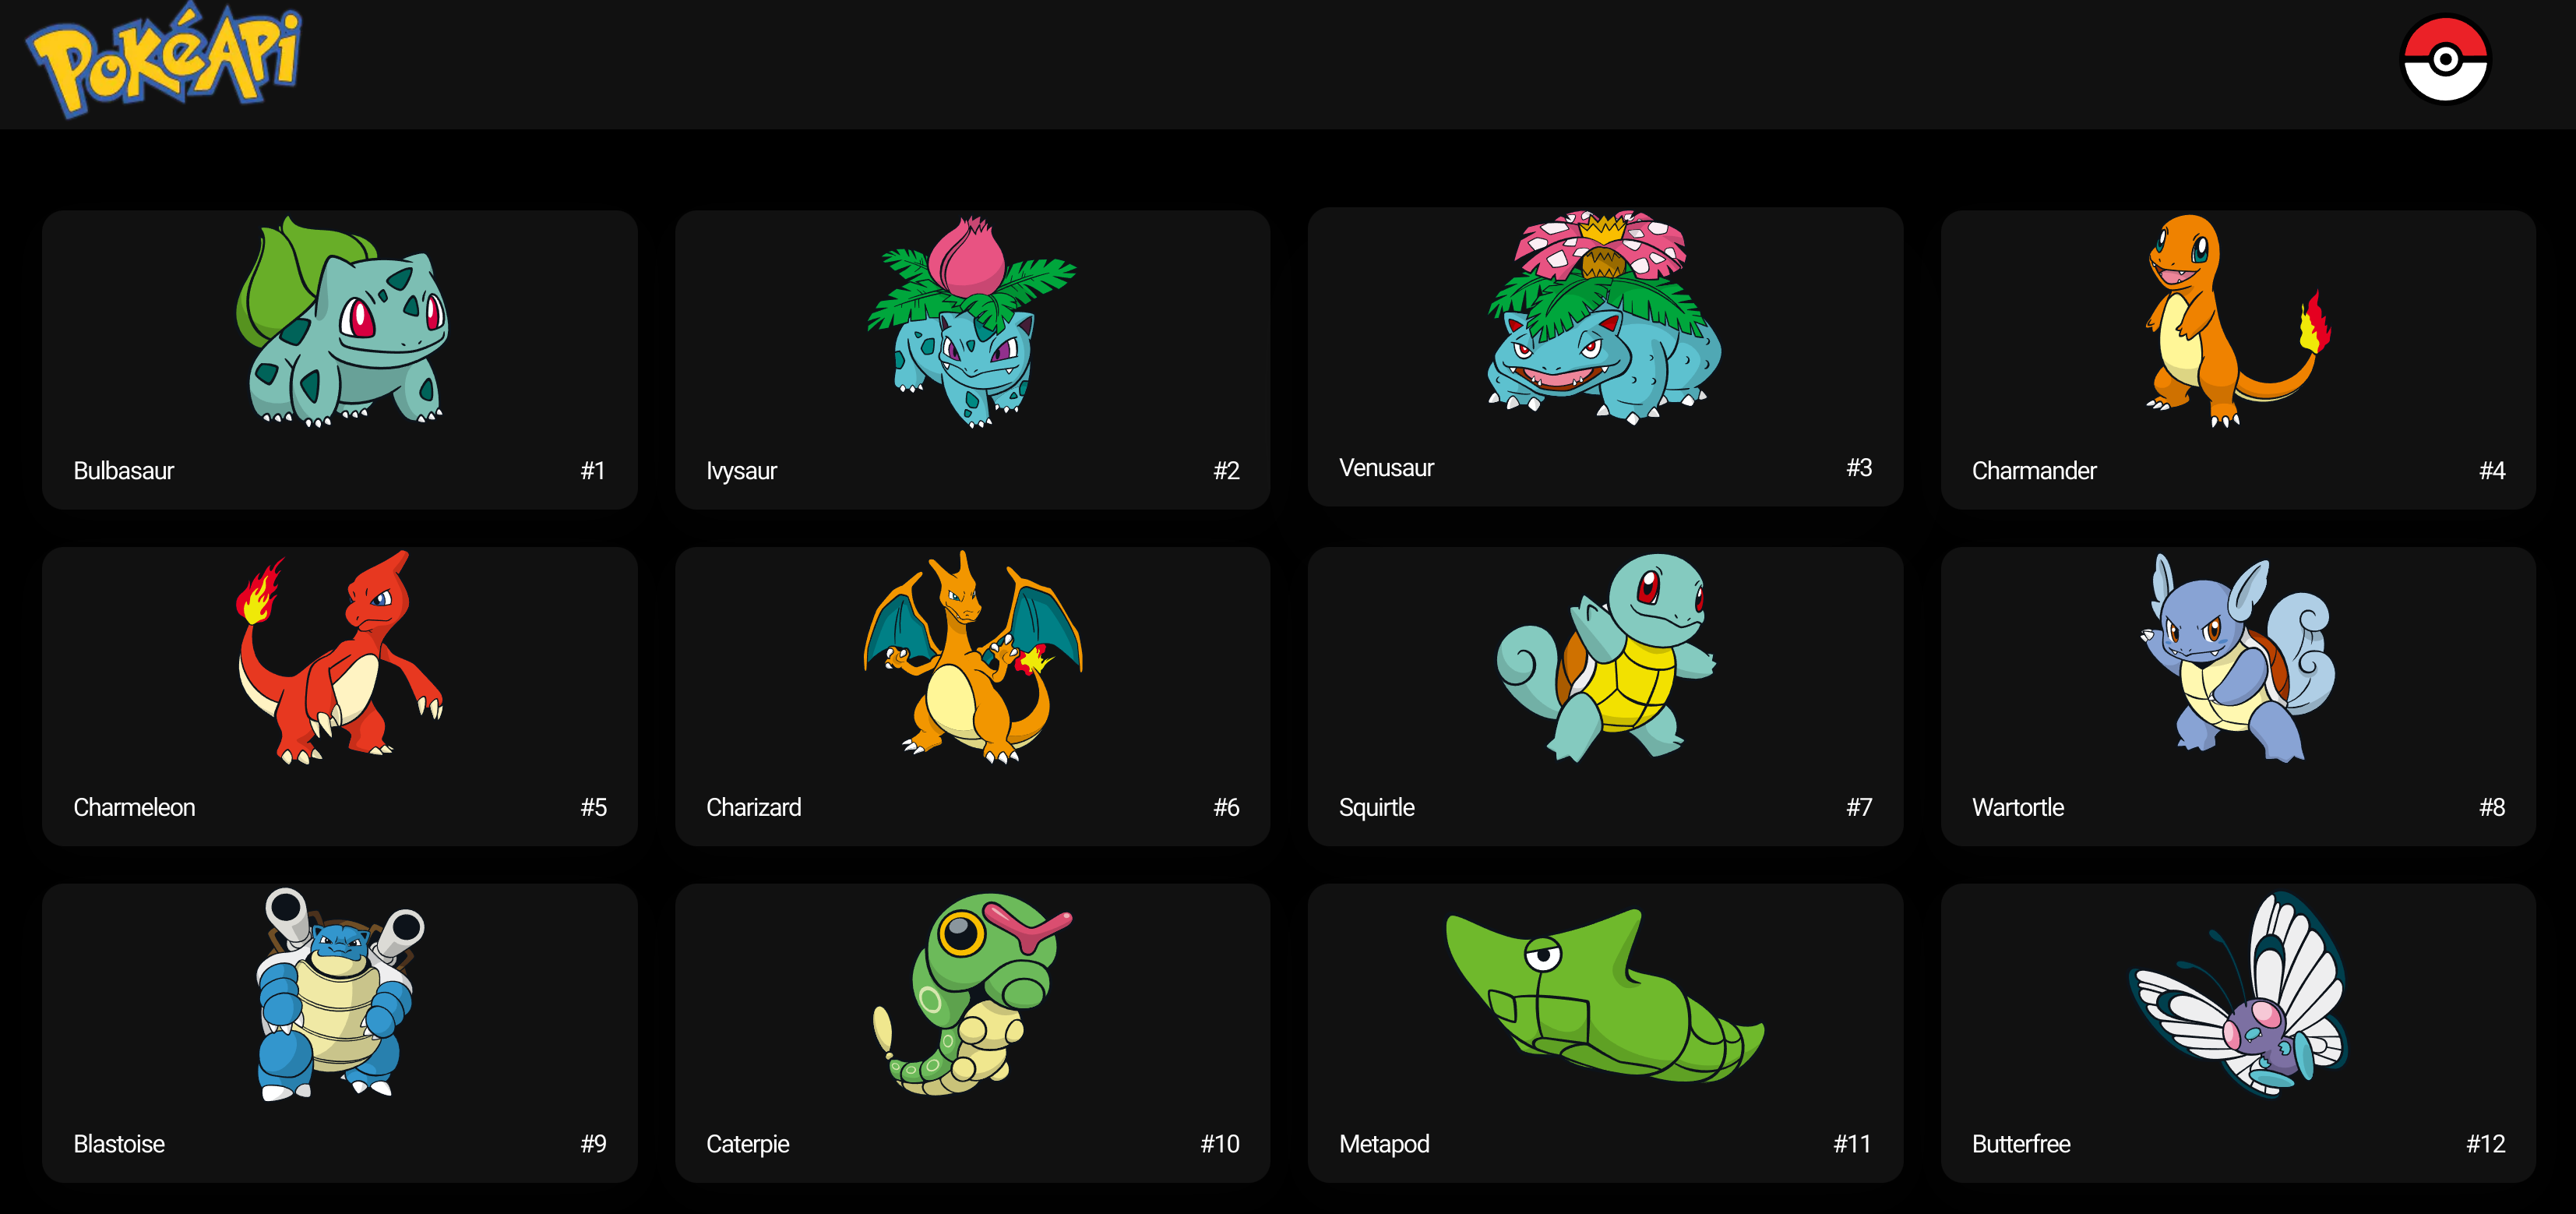 PokéApi
Bulbasaur #1
Ivysaur #2
Venusaur #3
Charmander #4
Charmeleon #5
Charizard #6
Squirtle #7
Wartortle #8
Blastoise #9
Caterpie #10
Metapod #11
Butterfree #12